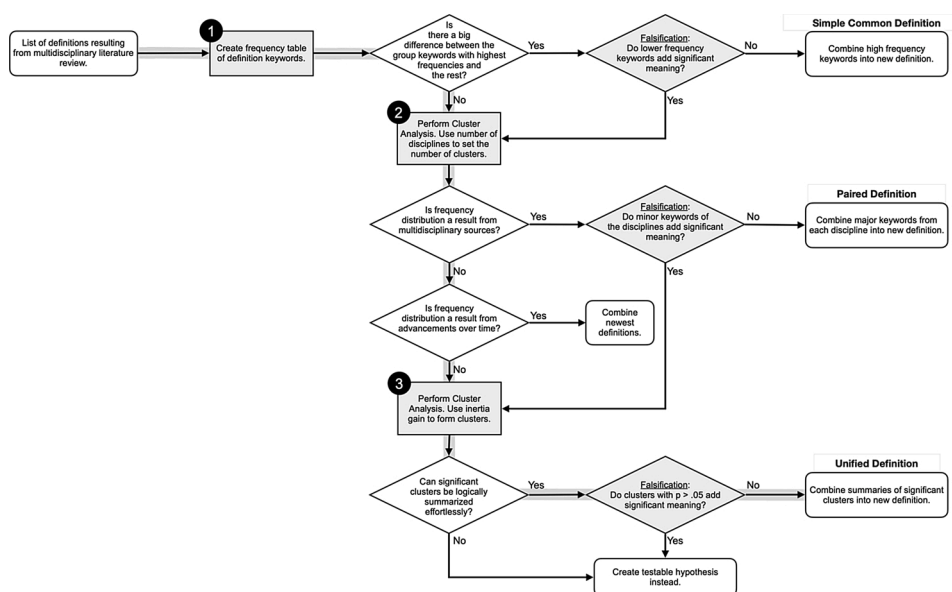 1
List of definitions resulting
from multidisciplinary literature
review.
Create frequency table
of definition keywords.
Is
there a big
difference between the
group keywords with highest
frequencies and
the rest?
Yes
No
Falsification:
Do lower frequency
keywords add significant
meaning?
No
Yes
Simple Common Definition
Combine high frequency
keywords into new definition.
2
Perform Cluster
Analysis. Use number of
disciplines to set the
number of clusters.
Is frequency
distribution a result from
multidisciplinary sources?
Yes
No
Falsification:
Do minor keywords of
the disciplines add significant
meaning?
No
Yes
Paired Definition
Combine major keywords from
each discipline into new definition.
Is frequency
distribution a result from
advancements over time?
Yes
No
Combine
newest
definitions.
3
Perform Cluster
Analysis. Use inertia
gain to form clusters.
Can significant
clusters be logically
summarized
effortlessly?
Yes
No
Falsification:
Do clusters with p > .05 add
significant meaning?
No
Yes
Unified Definition
Combine summaries of significant
clusters into new definition.
Create testable hypothesis
instead.